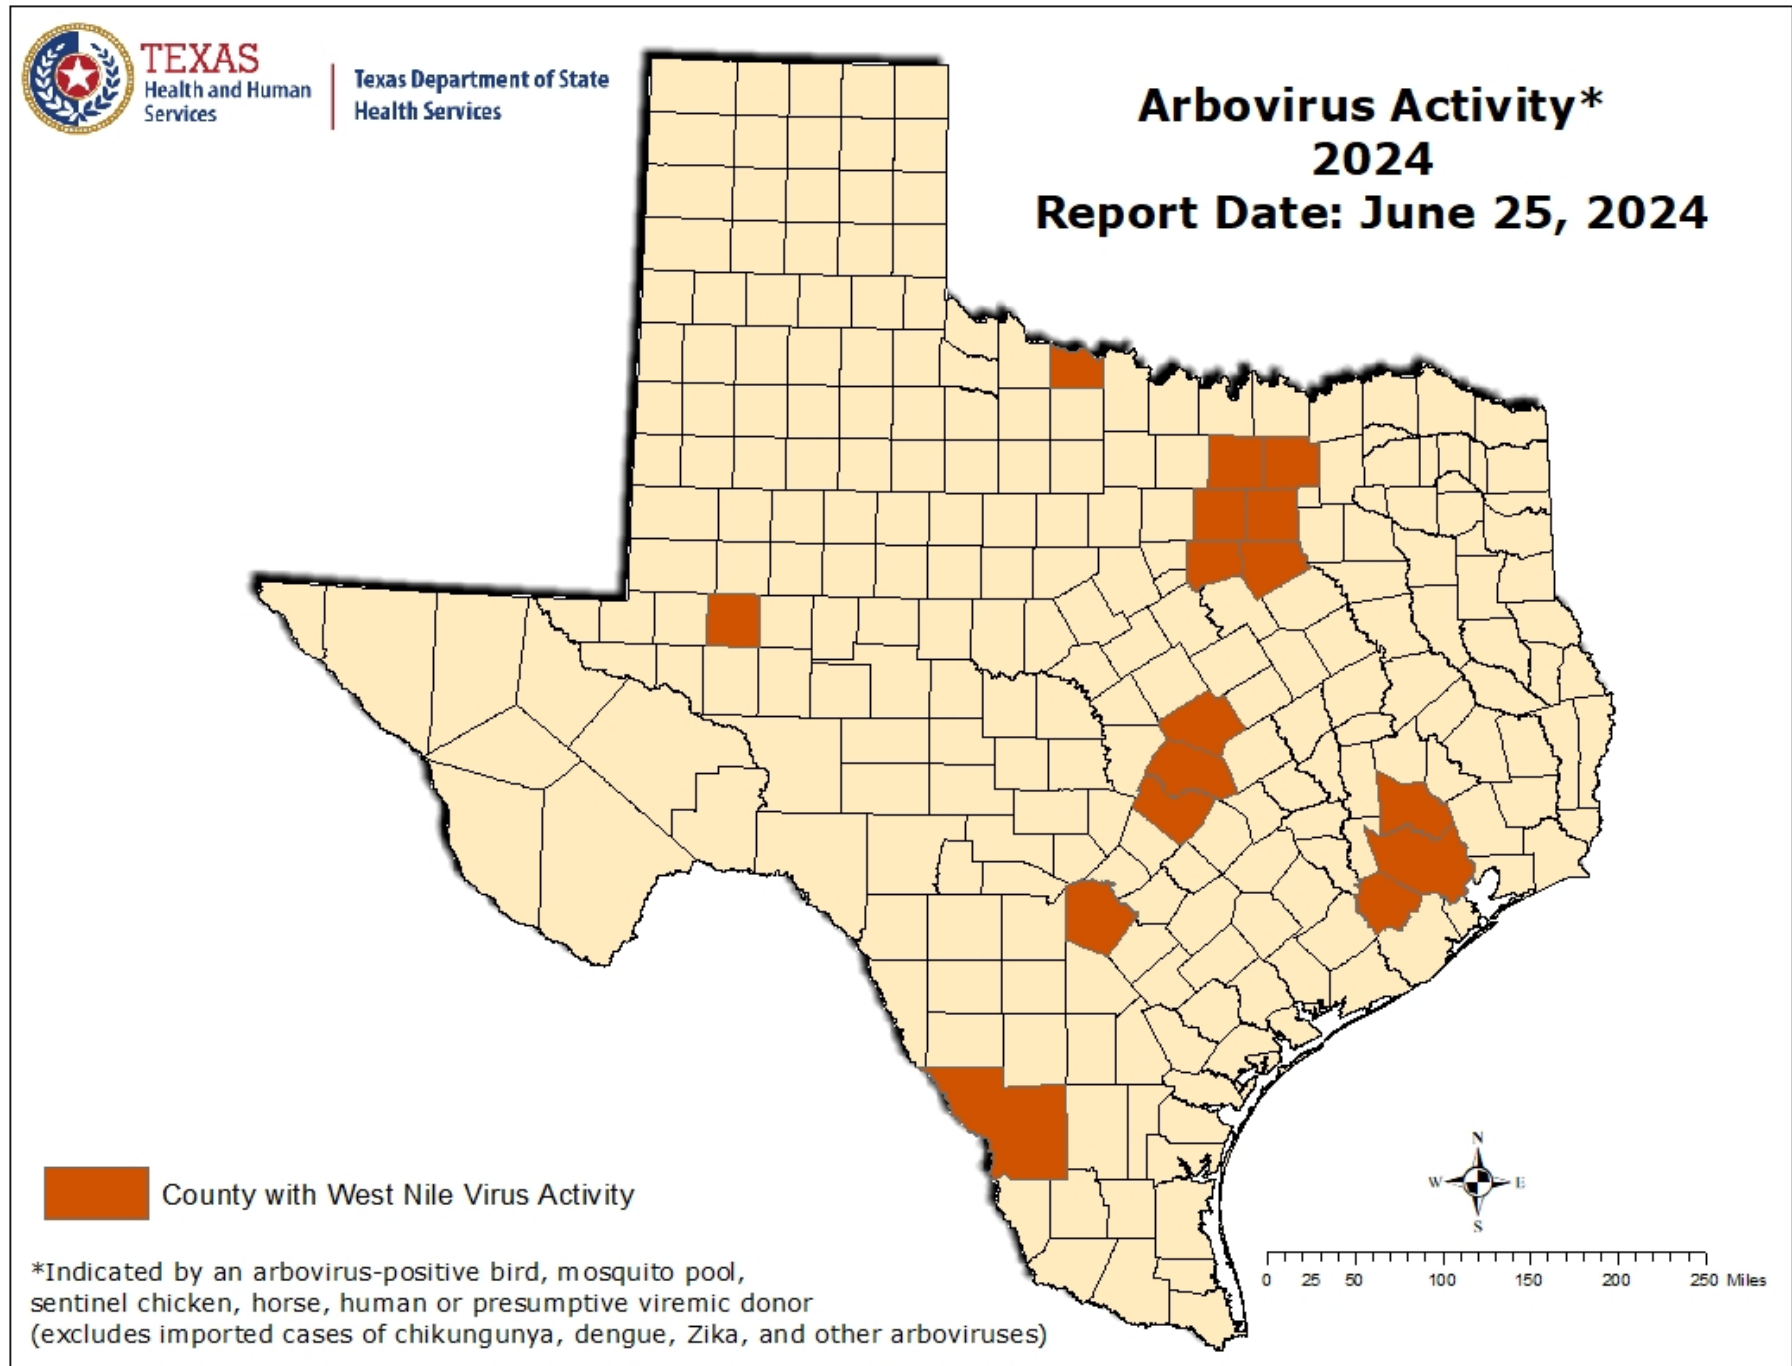 TEXAS
Health and Human
Services
Texas Department of State
Health Services
Arbovirus Activity*
2024
Report Date: June 25, 2024
County with West Nile Virus Activity
*Indicated by an arbovirus-positive bird, mosquito pool,
sentinel chicken, horse, human or presumptive viremic donor
(excludes imported cases of chikungunya, dengue, Zika, and other arboviruses)
N
W E
S
0 25 50 100 150 200 250 Miles